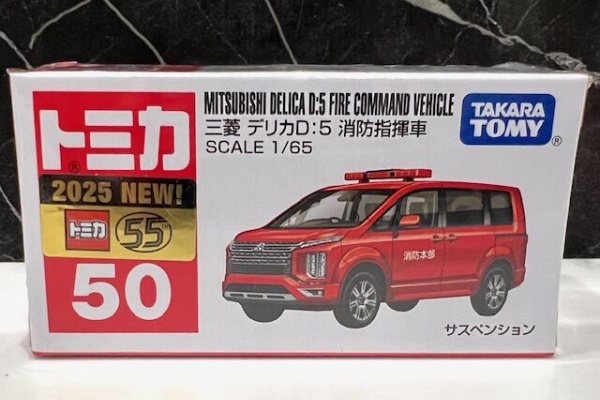 MITSUBISHI DELICA D:5 FIRE COMMAND VEHICLE
三菱 デリカD:5 消防指揮車
SCALE 1/65
TAKARA
TOMY®
トミカ®
2025 NEW!
トミカ 55
50
消防本部
サスペンション